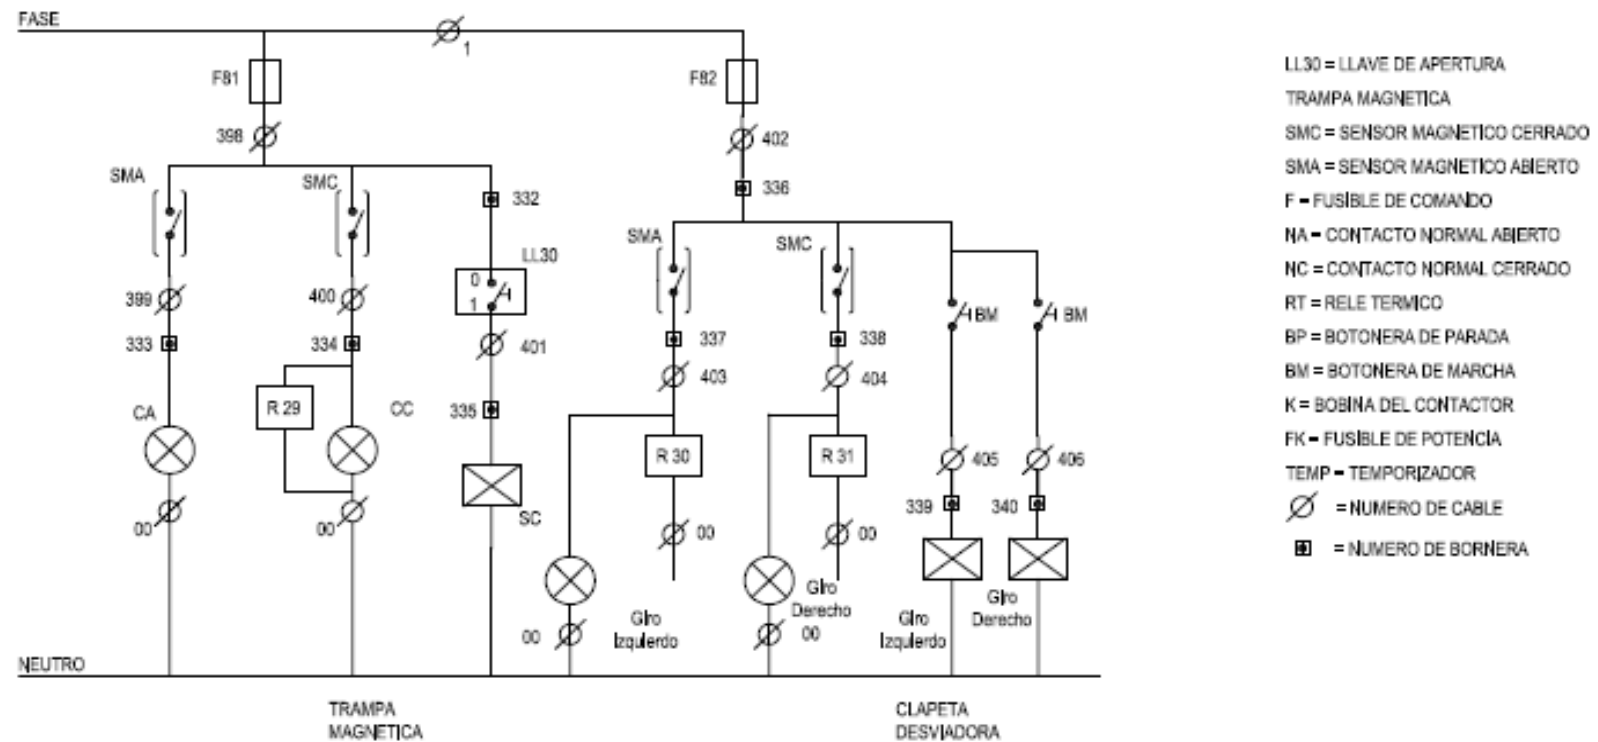 FASE
1
F81
F82
398
402
SMA
SMC
332
336
LL30
0
1
SMA
SMC
399
400
401
BM
BM
333
334
337
338
403
404
R 29
CA
CC
335
R 30
R 31
405
406
339
340
00
00
SC
00
00
Giro
Izquierdo
Giro
Derecho
00
00
Giro
Izquierdo
Giro
Derecho
NEUTRO
TRAMPA
MAGNETICA
CLAPETA
DESVIADORA
LL30 = LLAVE DE APERTURA
TRAMPA MAGNETICA
SMC = SENSOR MAGNETICO CERRADO
SMA = SENSOR MAGNETICO ABIERTO
F = FUSIBLE DE COMANDO
NA = CONTACTO NORMAL ABIERTO
NC = CONTACTO NORMAL CERRADO
RT = RELE TERMICO
BP = BOTONERA DE PARADA
BM = BOTONERA DE MARCHA
K = BOBINA DEL CONTACTOR
FK = FUSIBLE DE POTENCIA
TEMP = TEMPORIZADOR
= NUMERO DE CABLE
= NUMERO DE BORNERA